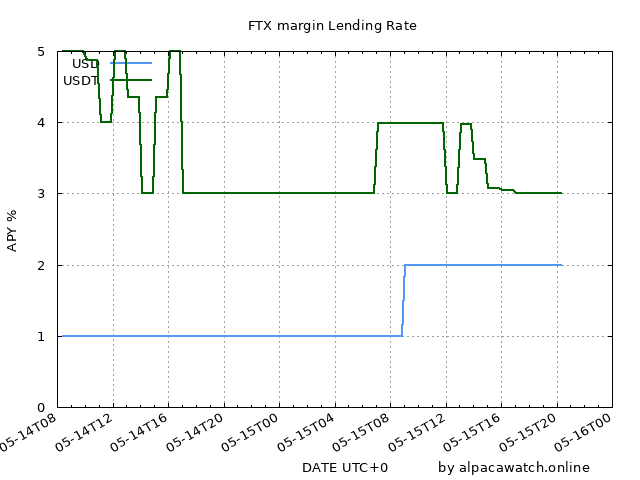 FTX margin Lending Rate
USD
USDT
5
4
3
2
1
0
APY %
05-14T08
05-14T12
05-14T16
05-14T20
05-15T00
05-15T04
05-15T08
05-15T12
05-15T16
05-15T20
05-16T00
DATE UTC+0
by alpacawatch.online